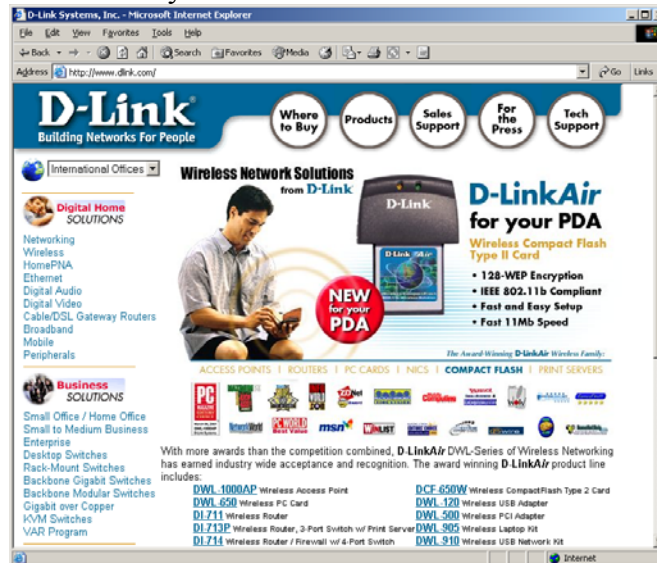 D-Link Systems, Inc. - Microsoft Internet Explorer
File Edit View Favorites Tools Help
Back Search Favorites Media
Address http://www.dlink.com/ Go Links
D-Link
Building Networks For People
Where to Buy
Products
Sales Support
For the Press
Tech Support
International Offices
Digital Home
SOLUTIONS
Networking
Wireless
HomePNA
Ethernet
Digital Audio
Digital Video
Cable/DSL Gateway Routers
Broadband
Mobile
Peripherals
Business
SOLUTIONS
Small Office / Home Office
Small to Medium Business
Enterprise
Desktop Switches
Rack-Mount Switches
Backbone Gigabit Switches
Backbone Modular Switches
Gigabit over Copper
KVM Switches
VAR Program
Wireless Network Solutions
from D-Link
D-Link
D-Link Air
NEW
for your
PDA
D-LinkAir
for your PDA
Wireless Compact Flash
Type II Card
• 128-WEP Encryption
• IEEE 802.11b Compliant
• Fast and Easy Setup
• Fast 11Mb Speed
The Award-Winning D-LinkAir Wireless Family:
ACCESS POINTS | ROUTERS | PC CARDS | NICS | COMPACT FLASH | PRINT SERVERS
PC
ZDNet
NetworkWorld
PC WORLD
Best Value
msn
WINLIST
With more awards than the competition combined, D-LinkAir DWL-Series of Wireless Networking
has earned industry wide acceptance and recognition. The award winning D-LinkAir product line
includes:
DWL-1000AP Wireless Access Point
DWL-650 Wireless PC Card
DI-711 Wireless Router
DI-713P Wireless Router, 3-Port Switch w/ Print Server
DI-714 Wireless Router / Firewall w/ 4-Port Switch
DCF-650W Wireless CompactFlash Type 2 Card
DWL-120 Wireless USB Adapter
DWL-500 Wireless PCI Adapter
DWL-905 Wireless Laptop Kit
DWL-910 Wireless USB Network Kit
Internet